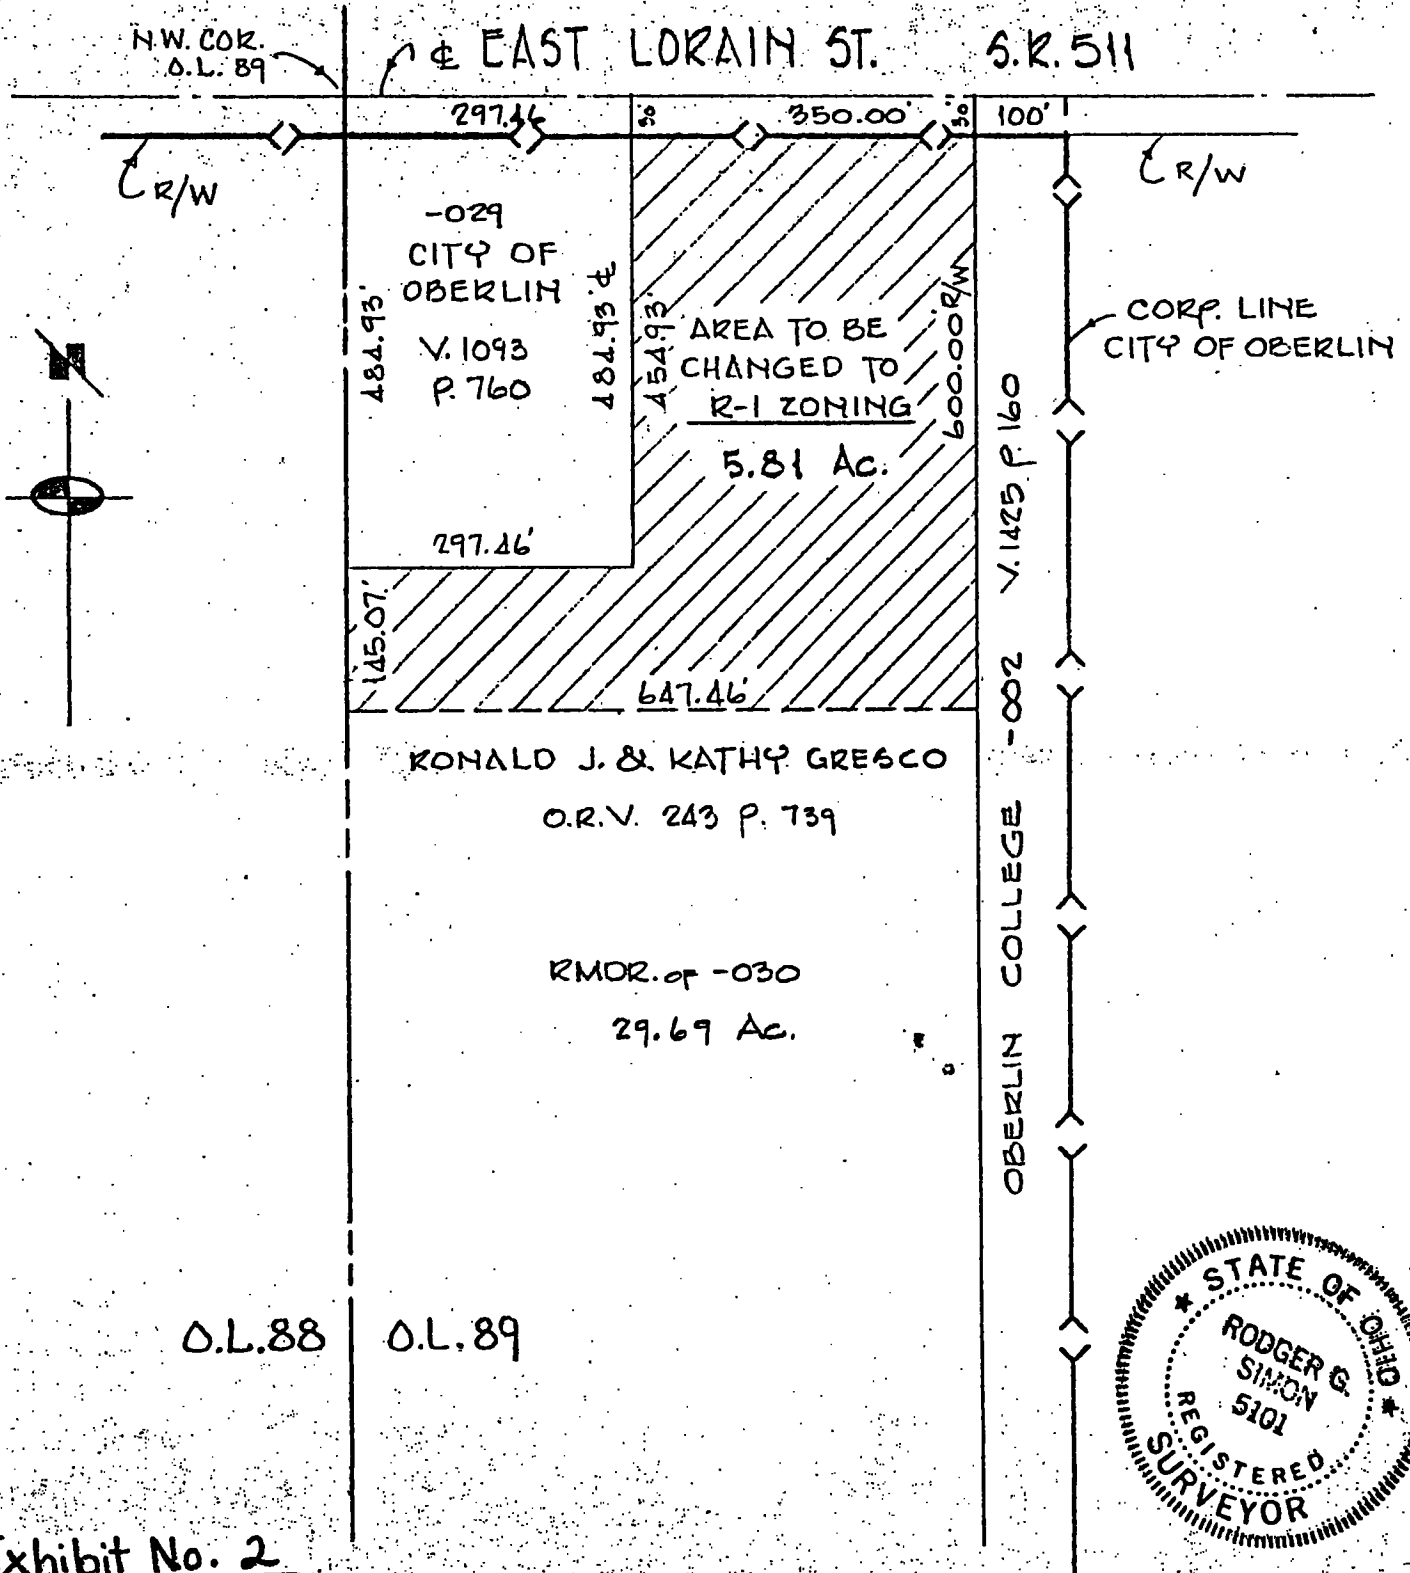 N.W. COR.
O.L. 89
℄ EAST LORAIN ST. S.R. 511
297.46'
30'
350.00'
30'
100'
R/W
R/W
-029
CITY OF
OBERLIN
V. 1093
P. 760
484.93'
484.93' ℄
454.93'
AREA TO BE
CHANGED TO
R-1 ZONING
5.81 Ac.
600.00' R/W
CORP. LINE
CITY OF OBERLIN
N
297.46'
145.07'
647.46'
OBERLIN COLLEGE -002 V. 1425 P. 160
RONALD J. & KATHY GRESCO
O.R.V. 243 P. 739
RMDR. OF -030
29.69 Ac.
O.L. 88
O.L. 89
STATE OF OHIO
RODGER G.
SIMON
5101
REGISTERED
SURVEYOR
xhibit No. 2